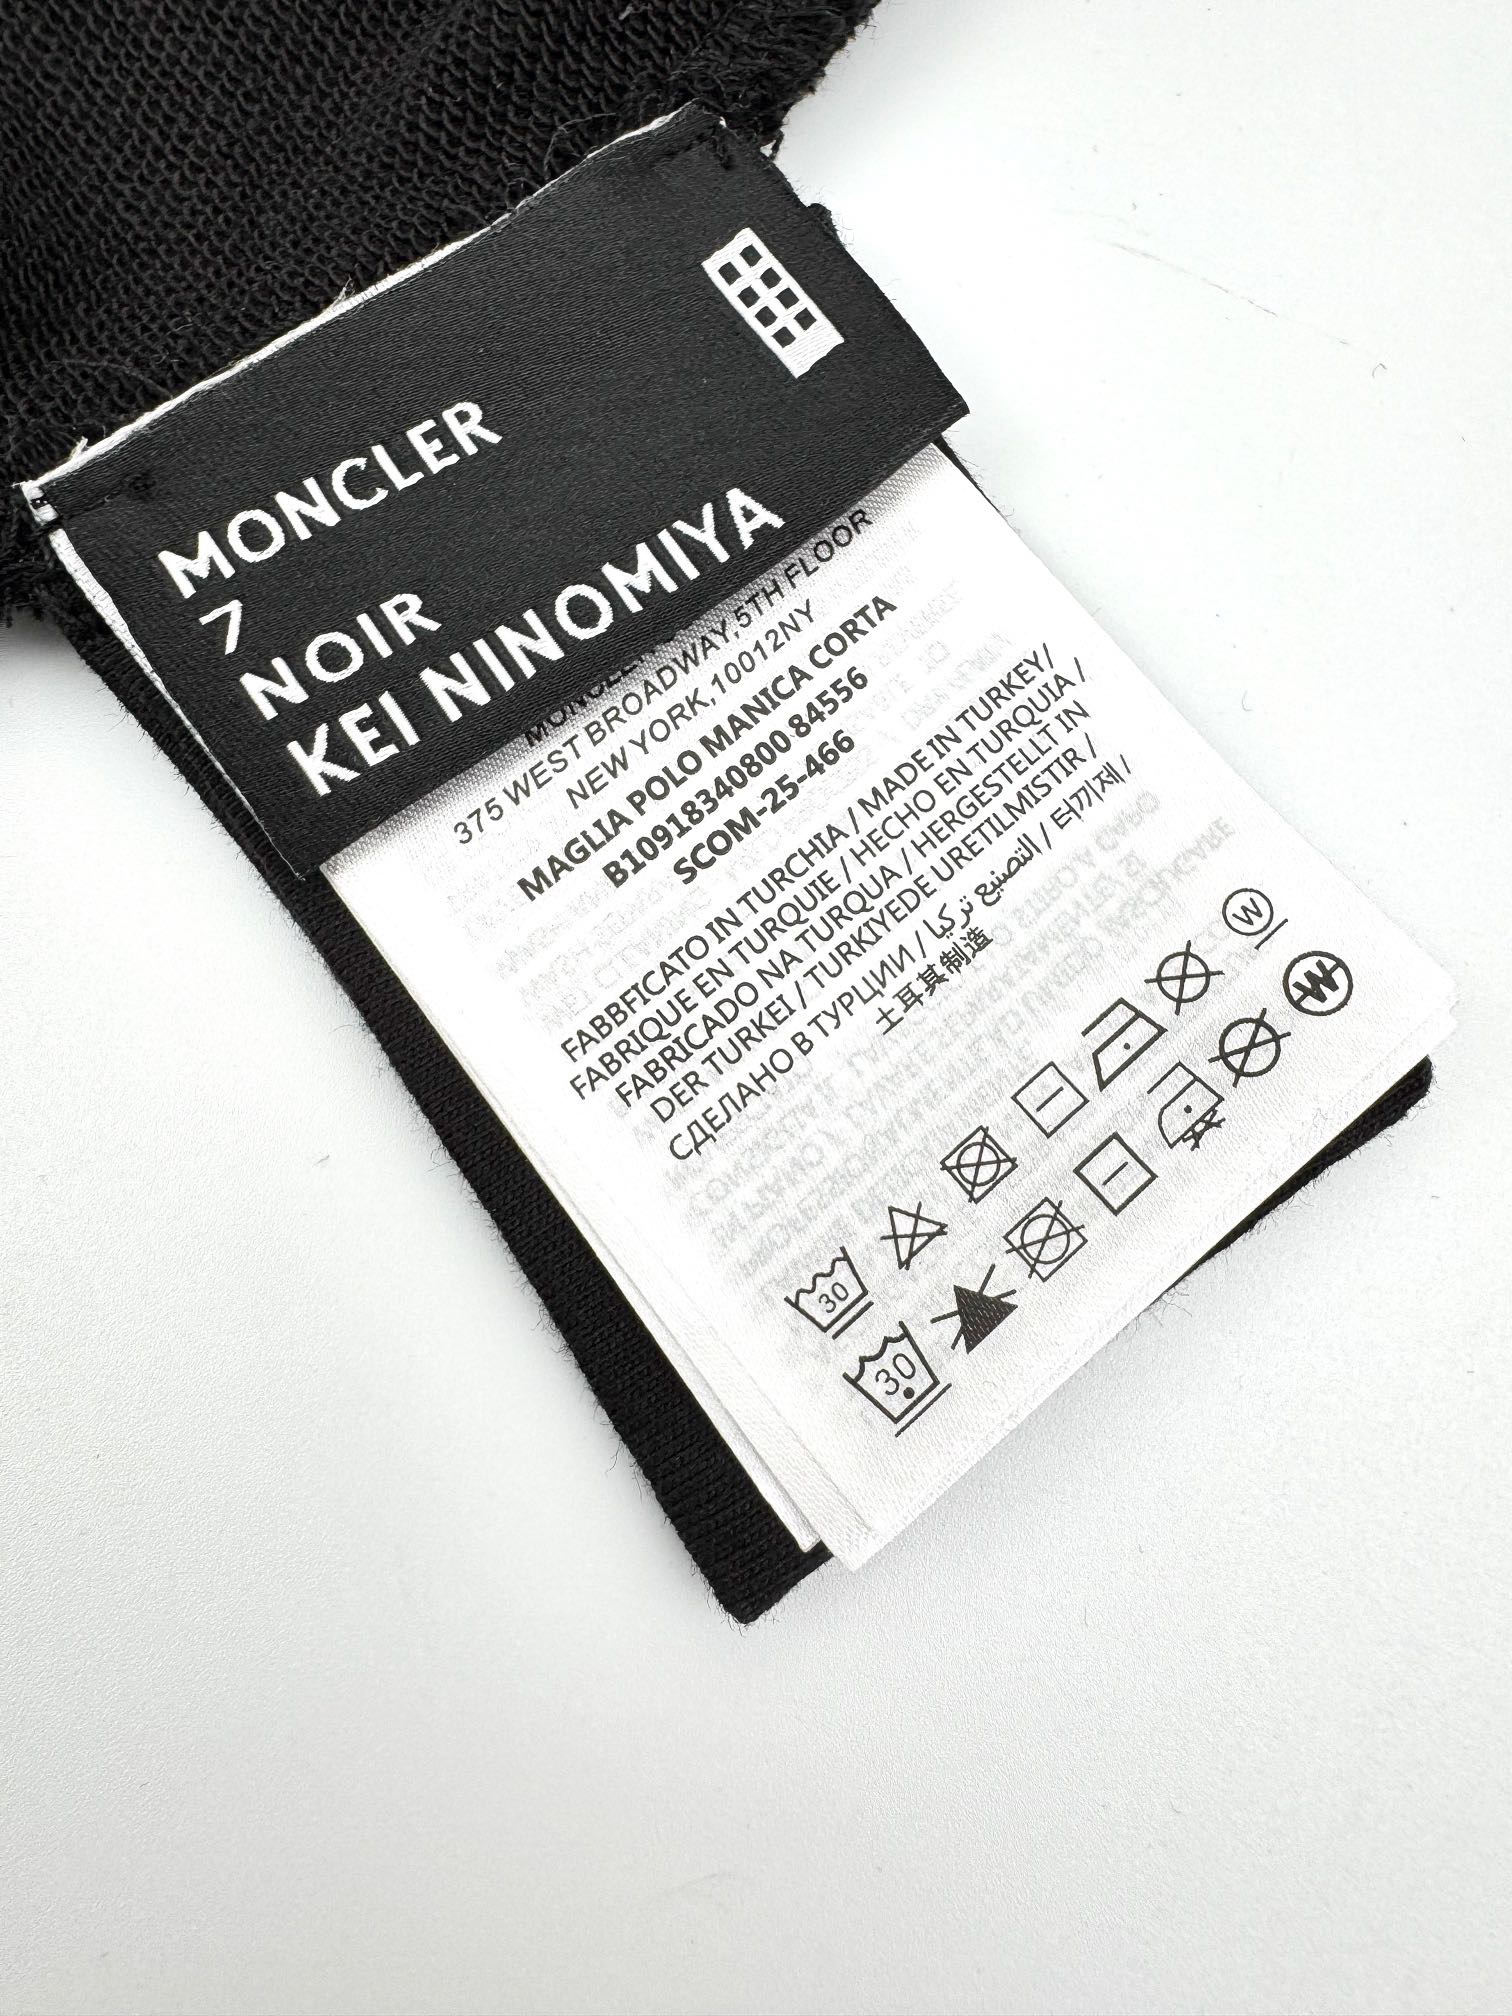 MONCLER
7
NOIR
KEI NINOMIYA
375 WEST BROADWAY,5TH FLOOR
NEW YORK,10012NY
MAGLIA POLO MANICA CORTA
B10918340800 84556
SCOM-25-466
FABBFICATO IN TURCHIA / MADE IN TURKEY/
FABRIQUE EN TURQUIE / HECHO EN TURQUIA /
FABRICADO NA TURQUA / HERGESTELLT IN
DER TURKEI / TURKIYEDE URETILMISTIR /
СДЕЛАНО В ТУРЦИИ / التصنيع تركيا / 터키제 /
土耳其制造
W
30
W
30